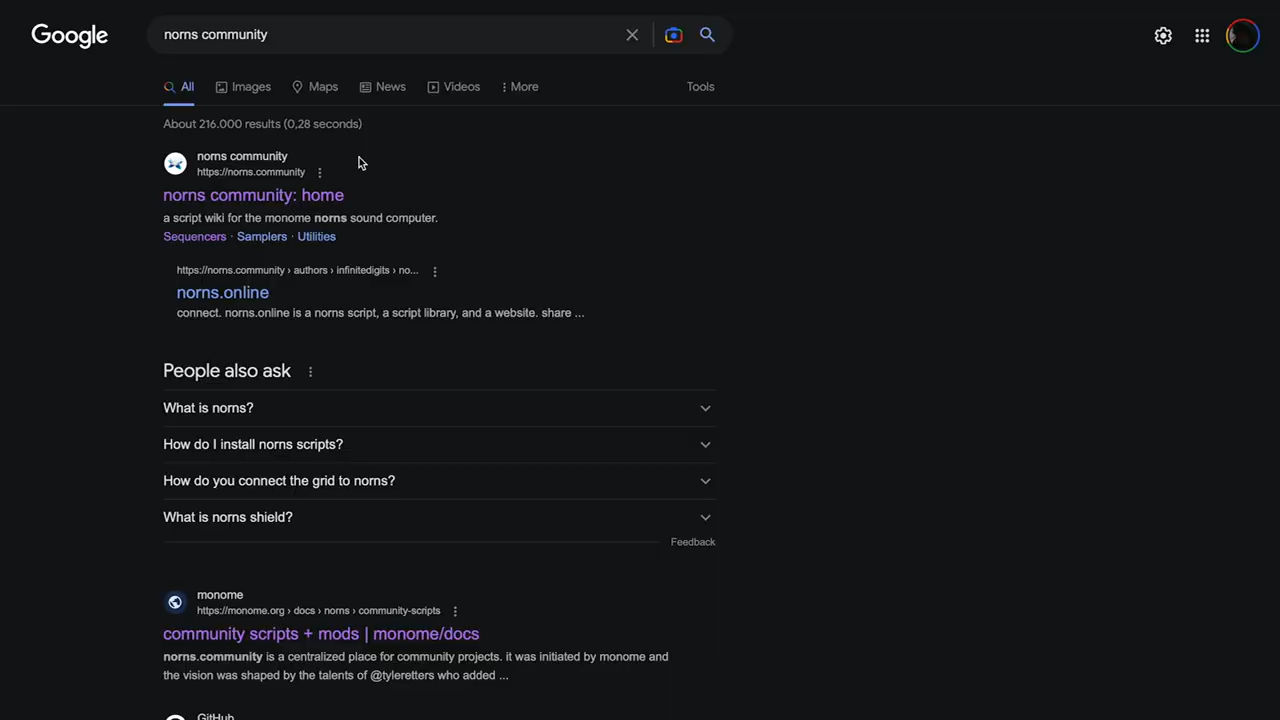 Google
norns community
All
Images
Maps
News
Videos
More
Tools
About 216.000 results (0,28 seconds)
norns community
https://norns.community
norns community: home
a script wiki for the monome norns sound computer.
Sequencers · Samplers · Utilities
https://norns.community › authors › infinitedigits › no...
norns.online
connect. norns.online is a norns script, a script library, and a website. share ...
People also ask
What is norns?
How do I install norns scripts?
How do you connect the grid to norns?
What is norns shield?
Feedback
monome
https://monome.org › docs › norns › community-scripts
community scripts + mods | monome/docs
norns.community is a centralized place for community projects. it was initiated by monome and
the vision was shaped by the talents of @tyleretters who added ...
GitHub